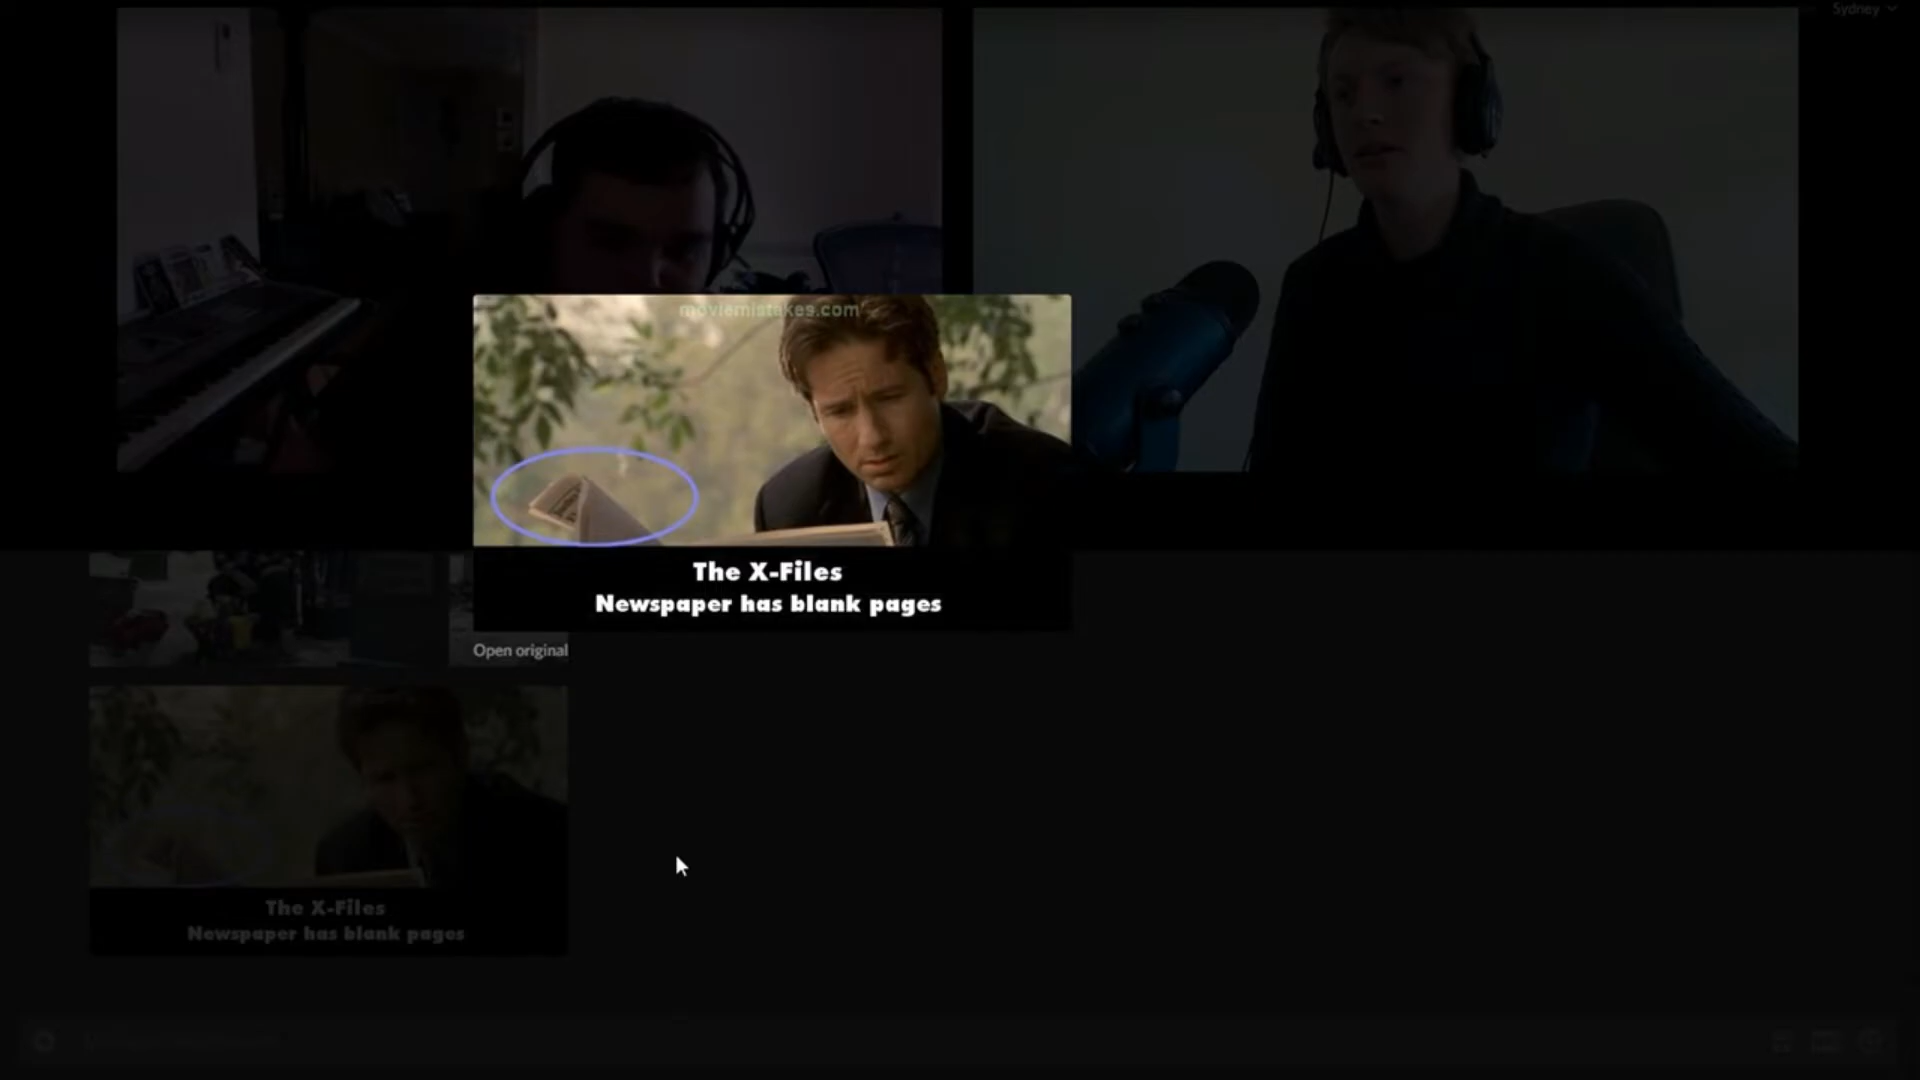 Sydney
moviemistakes.com
The X-Files
Newspaper has blank pages
Open original
The X-Files
Newspaper has blank pages